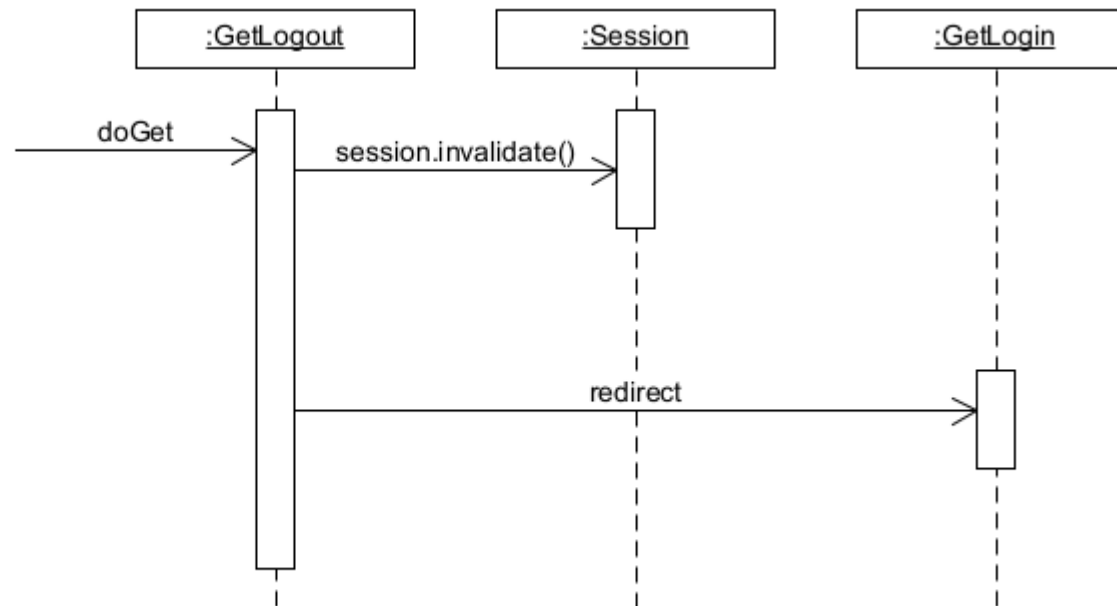 :GetLogout
:Session
:GetLogin
doGet
session.invalidate()
redirect